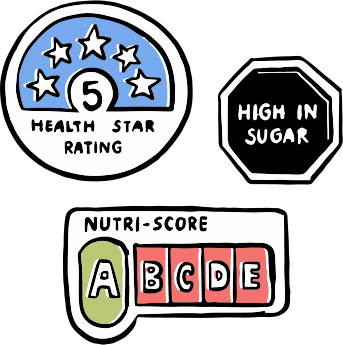 5
HEALTH STAR
RATING
HIGH IN
SUGAR
NUTRI-SCORE
A B C D E